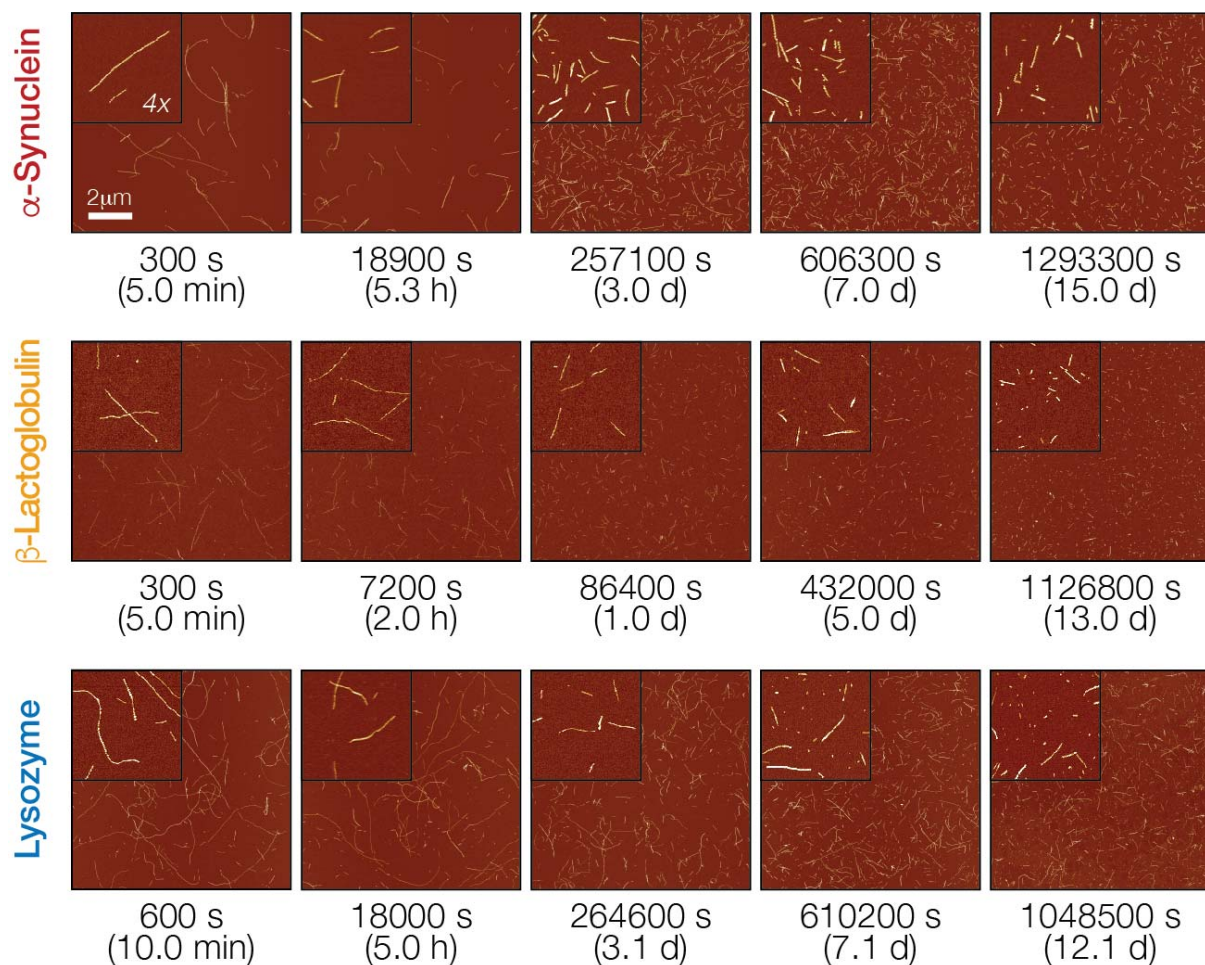 α-Synuclein
4x
2μm
300 s
(5.0 min)
18900 s
(5.3 h)
257100 s
(3.0 d)
606300 s
(7.0 d)
1293300 s
(15.0 d)
β-Lactoglobulin
300 s
(5.0 min)
7200 s
(2.0 h)
86400 s
(1.0 d)
432000 s
(5.0 d)
1126800 s
(13.0 d)
Lysozyme
600 s
(10.0 min)
18000 s
(5.0 h)
264600 s
(3.1 d)
610200 s
(7.1 d)
1048500 s
(12.1 d)